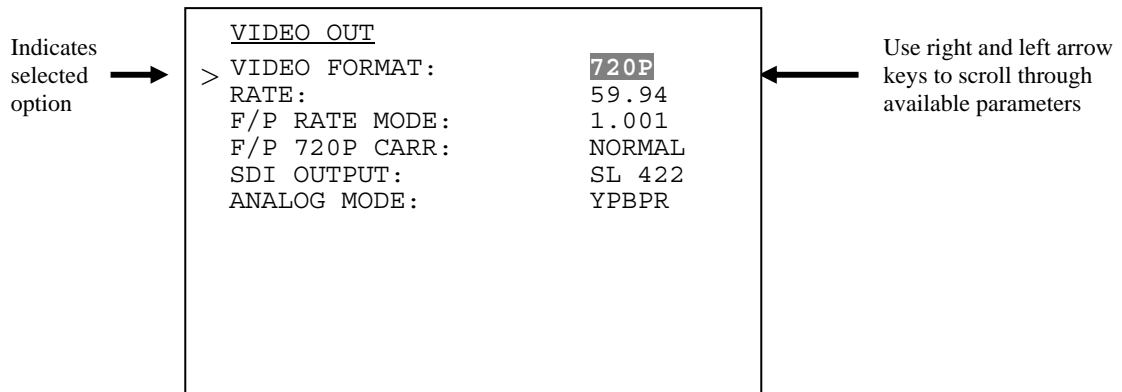 Indicates
selected
option
VIDEO OUT
> VIDEO FORMAT: 720P
RATE: 59.94
F/P RATE MODE: 1.001
F/P 720P CARR: NORMAL
SDI OUTPUT: SL 422
ANALOG MODE: YPBPR
Use right and left arrow
keys to scroll through
available parameters